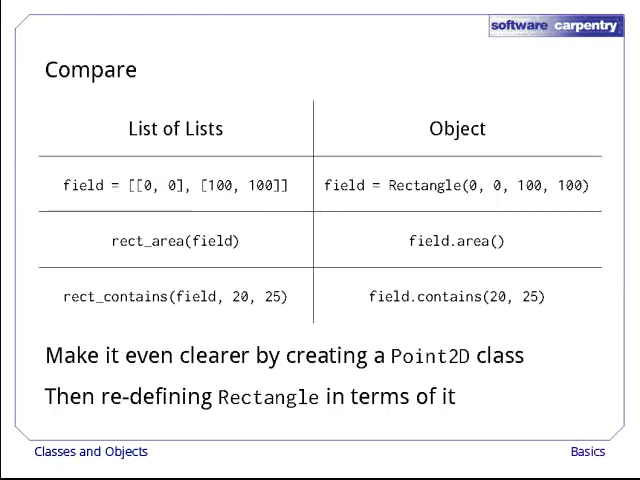 software carpentry
Compare
List of Lists Object
field = [[0, 0], [100, 100]] field = Rectangle(0, 0, 100, 100)
rect_area(field) field.area()
rect_contains(field, 20, 25) field.contains(20, 25)
Make it even clearer by creating a Point2D class
Then re-defining Rectangle in terms of it
Classes and Objects Basics